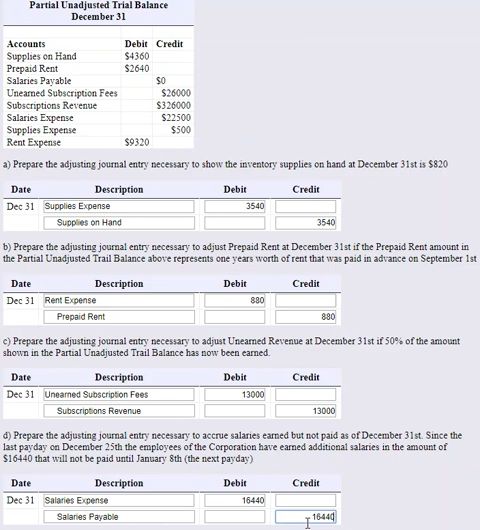 Partial Unadjusted Trial Balance
December 31
Accounts Debit Credit
Supplies on Hand $4360
Prepaid Rent $2640
Salaries Payable $0
Unearned Subscription Fees $26000
Subscriptions Revenue $326000
Salaries Expense $22500
Supplies Expense $500
Rent Expense $9320
a) Prepare the adjusting journal entry necessary to show the inventory supplies on hand at December 31st is $820
Date Description Debit Credit
Dec 31 Supplies Expense 3540
Supplies on Hand 3540
b) Prepare the adjusting journal entry necessary to adjust Prepaid Rent at December 31st if the Prepaid Rent amount in
the Partial Unadjusted Trail Balance above represents one years worth of rent that was paid in advance on September 1st
Date Description Debit Credit
Dec 31 Rent Expense 880
Prepaid Rent 880
c) Prepare the adjusting journal entry necessary to adjust Unearned Revenue at December 31st if 50% of the amount
shown in the Partial Unadjusted Trail Balance has now been earned.
Date Description Debit Credit
Dec 31 Unearned Subscription Fees 13000
Subscriptions Revenue 13000
d) Prepare the adjusting journal entry necessary to accrue salaries earned but not paid as of December 31st. Since the
last payday on December 25th the employees of the Corporation have earned additional salaries in the amount of
$16440 that will not be paid until January 8th (the next payday)
Date Description Debit Credit
Dec 31 Salaries Expense 16440
Salaries Payable 16440